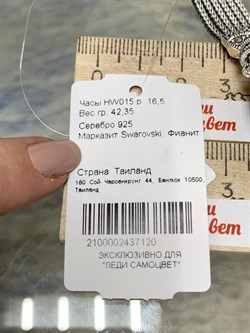 Часы HW015 р. 16,5
Вес гр. 42,35
Серебро 925
Марказит Swarovski Фианит
Страна Таиланд
180 Сой Чароенкрунг 44, Бангкок 10500,
Таиланд
2100002437120
ЭКСКЛЮЗИВНО ДЛЯ
"ЛЕДИ САМОЦВЕТ"